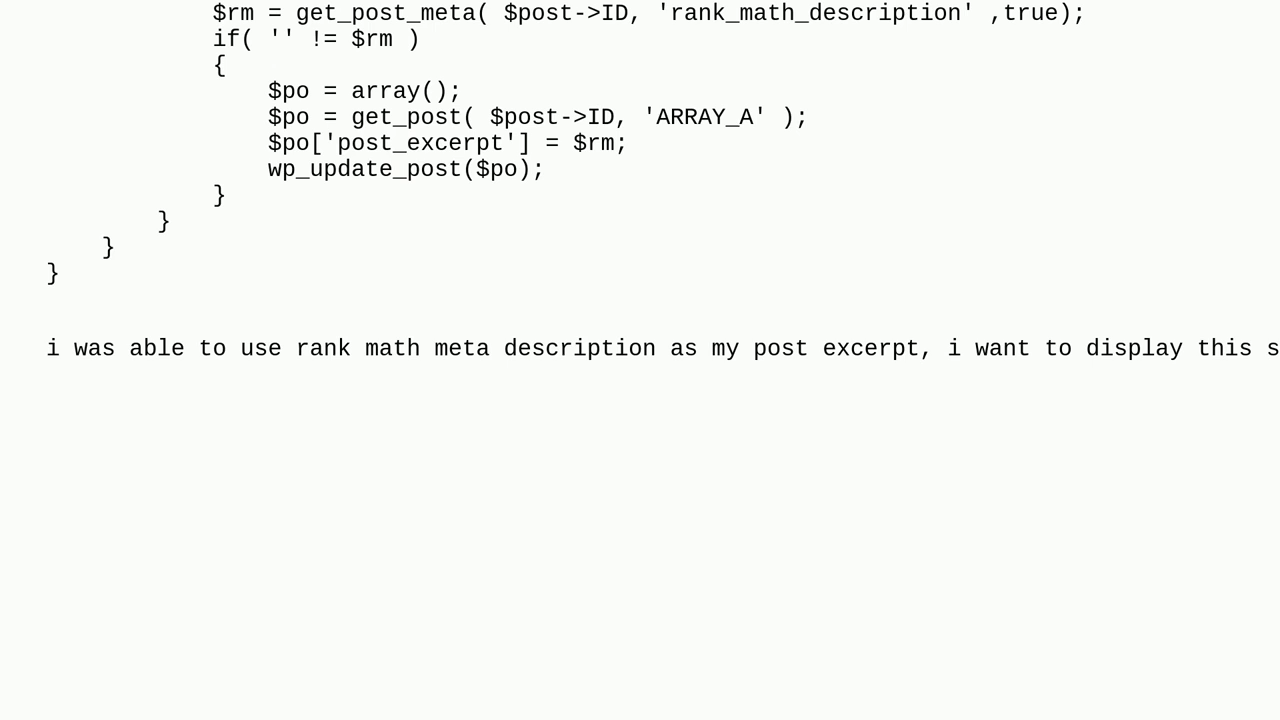 $rm = get_post_meta( $post->ID, 'rank_math_description' ,true);
if( '' != $rm )
{
$po = array();
$po = get_post( $post->ID, 'ARRAY_A' );
$po['post_excerpt'] = $rm;
wp_update_post($po);
}
}
}
}
i was able to use rank math meta description as my post excerpt, i want to display this